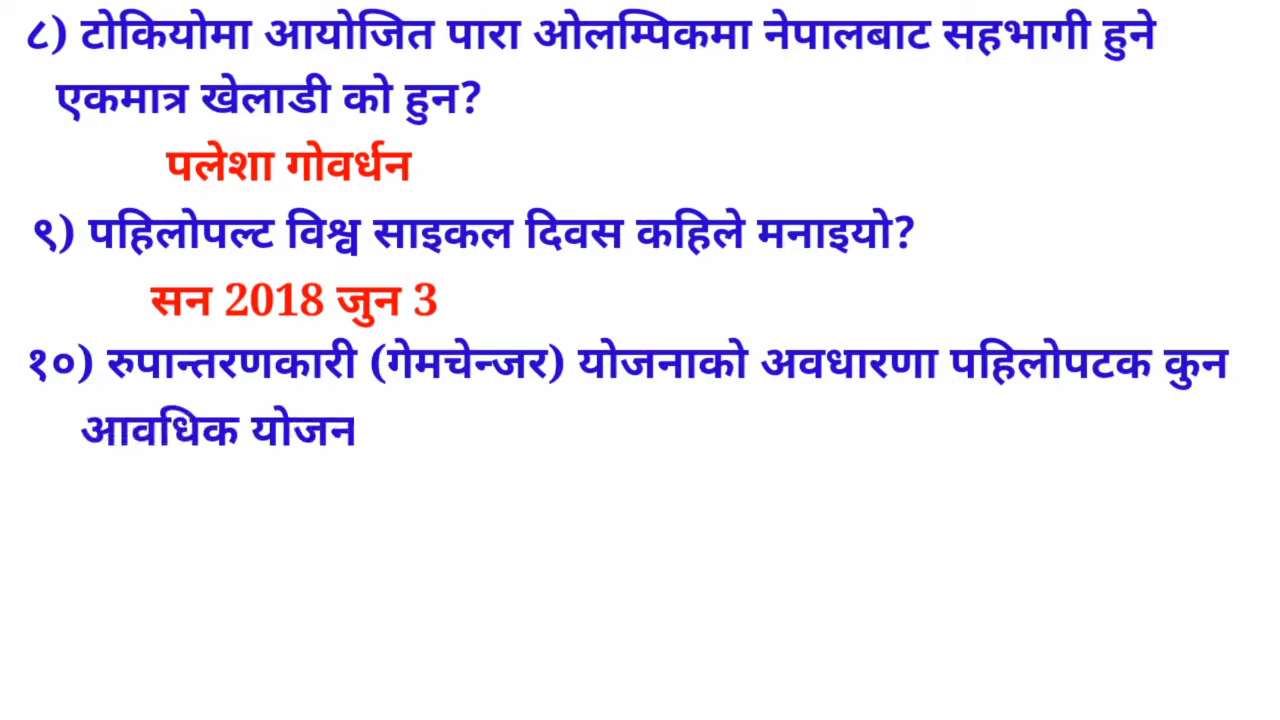 ८) टोकियोमा आयोजित पारा ओलम्पिकमा नेपालबाट सहभागी हुने
एकमात्र खेलाडी को हुन?
पलेशा गोवर्धन
९) पहिलोपल्ट विश्व साइकल दिवस कहिले मनाइयो?
सन 2018 जुन 3
१०) रुपान्तरणकारी (गेमचेन्जर) योजनाको अवधारणा पहिलोपटक कुन
आवधिक योजन